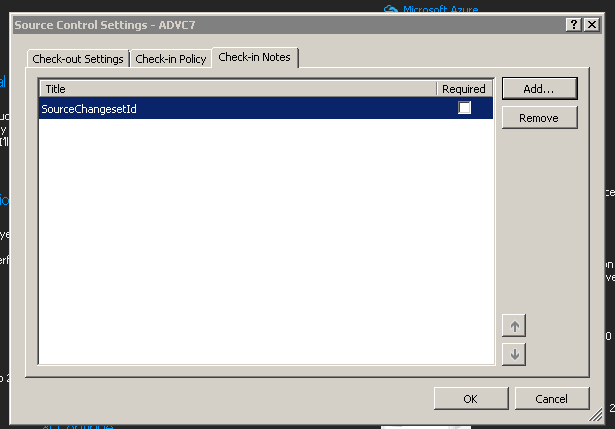 Microsoft Azure
Source Control Settings - ADVC7
Check-out Settings
Check-in Policy
Check-in Notes
Title
Required
Add...
SourceChangesetId
Remove
OK
Cancel